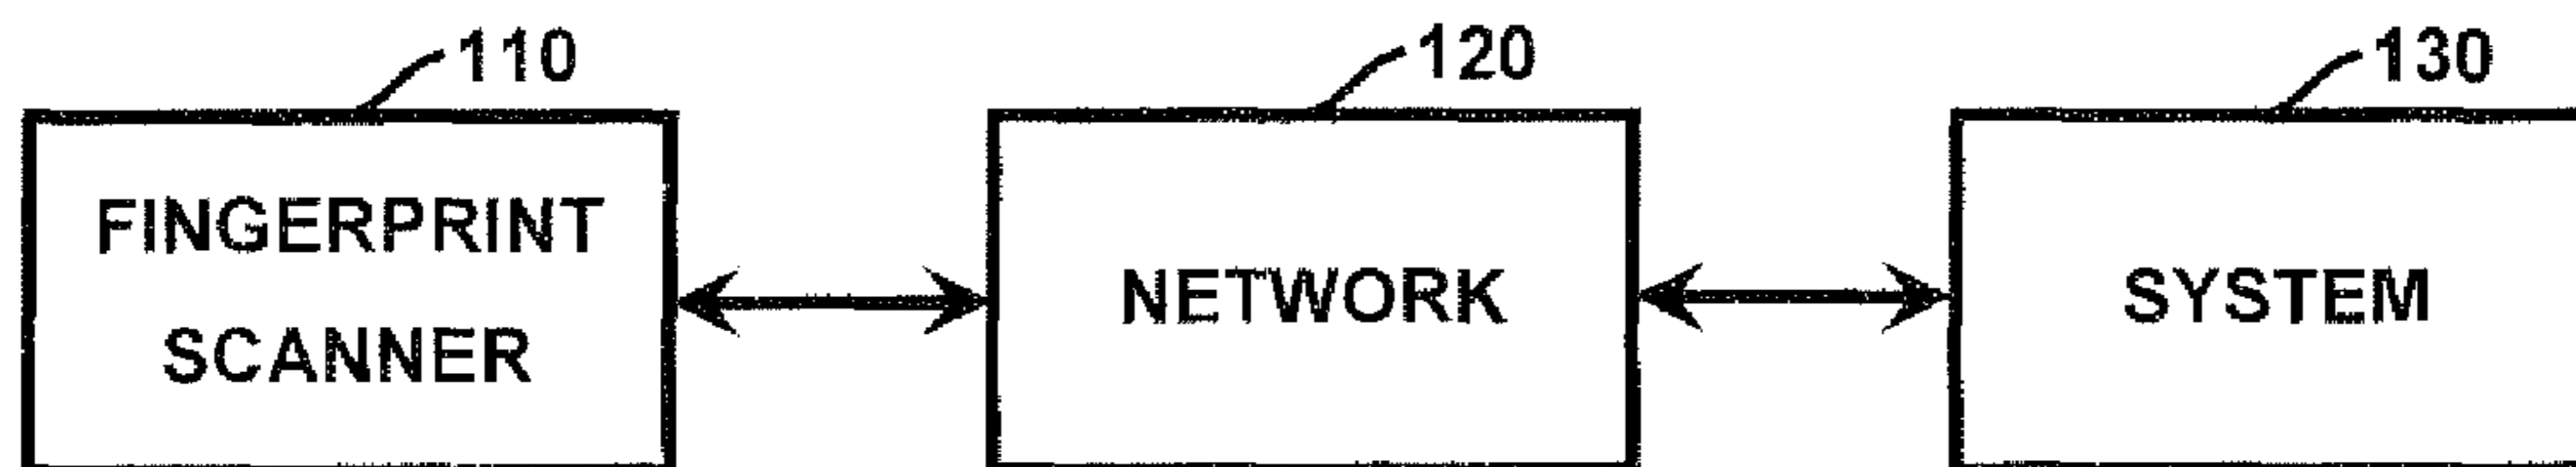 110
120
130
FINGERPRINT
SCANNER
NETWORK
SYSTEM